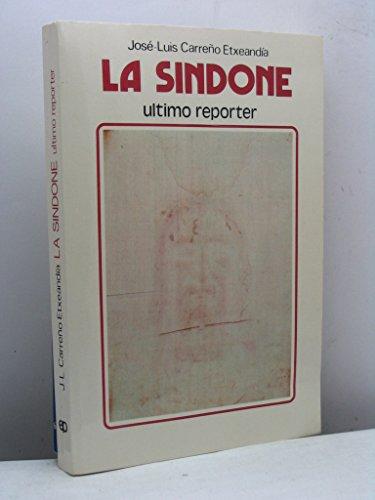 José-Luis Carreño Etxeandía
LA SINDONE
ultimo reporter
J L Carreño Etxeandía LA SINDONE ultimo reporter